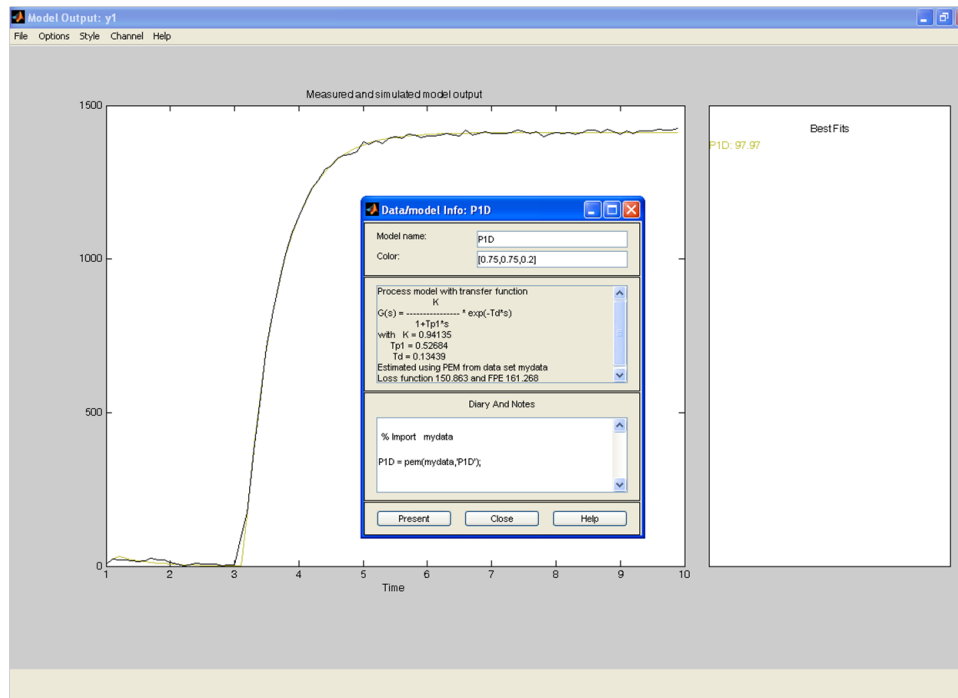 Model Output: y1
File Options Style Channel Help
Measured and simulated model output
1500
1000
500
0
1 2 3 4 5 6 7 8 9 10
Time
Best Fits
P1D: 97.97
Data/model Info: P1D
Model name: P1D
Color: [0.75,0.75,0.2]
Process model with transfer function
K
G(s) = ---------------- * exp(-Td*s)
1+Tp1*s
with K = 0.94135
Tp1 = 0.52684
Td = 0.13439
Estimated using PEM from data set mydata
Loss function 150.863 and FPE 161.268
Diary And Notes
% Import mydata
P1D = pem(mydata,'P1D');
Present Close Help